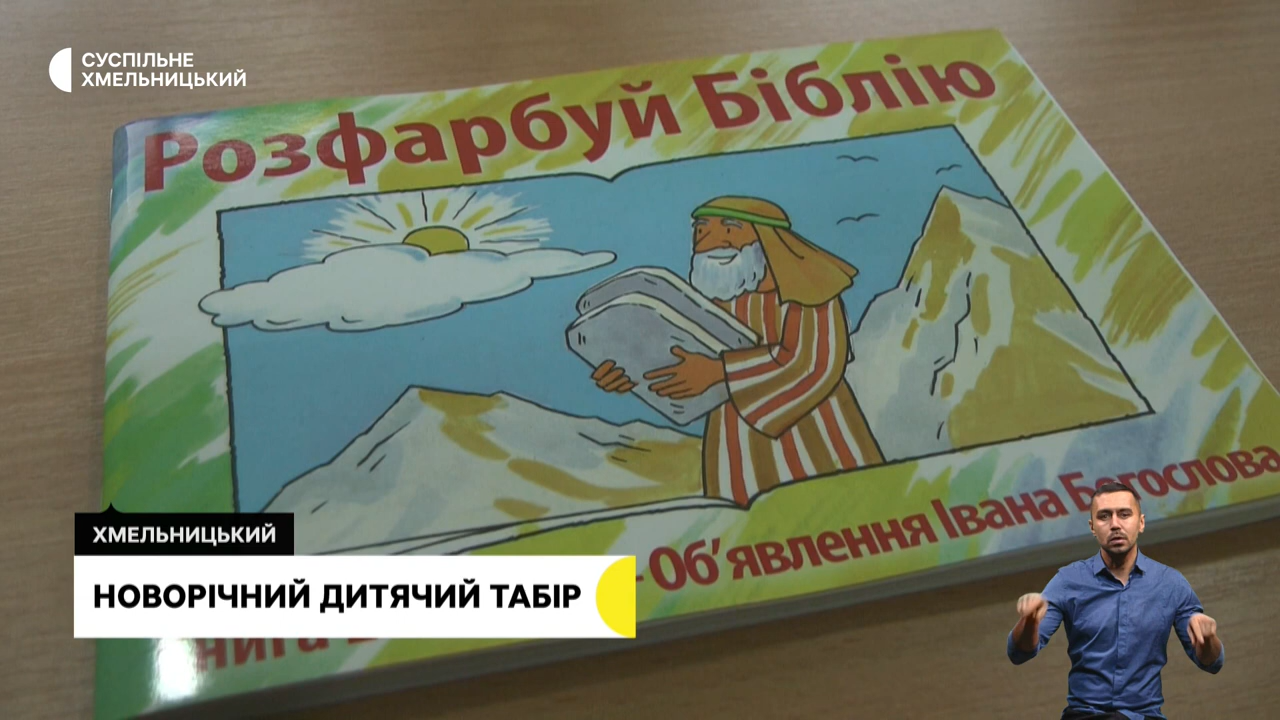 СУСПІЛЬНЕ
ХМЕЛЬНИЦЬКИЙ
Розфарбуй Біблію
Об'явлення Івана Богослова
ХМЕЛЬНИЦЬКИЙ
НОВОРІЧНИЙ ДИТЯЧИЙ ТАБІР